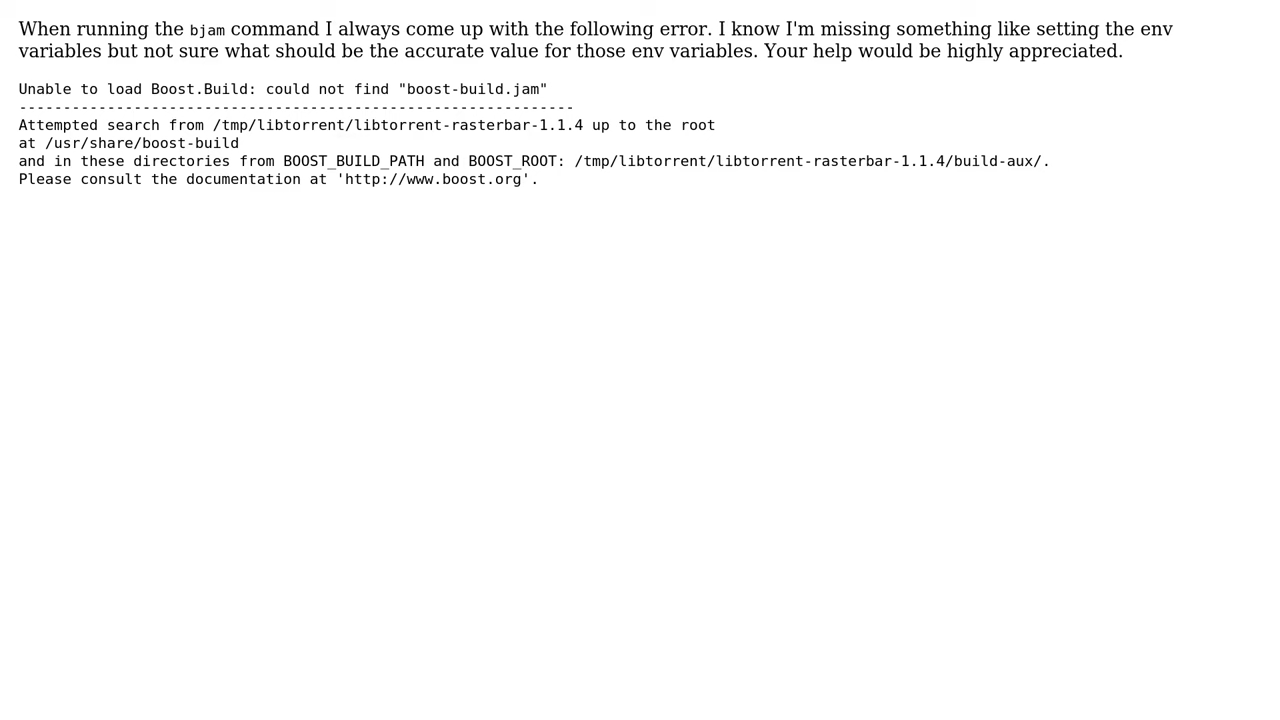 When running the bjam command I always come up with the following error. I know I'm missing something like setting the env
variables but not sure what should be the accurate value for those env variables. Your help would be highly appreciated.
Unable to load Boost.Build: could not find "boost-build.jam"
---------------------------------------------------------------
Attempted search from /tmp/libtorrent/libtorrent-rasterbar-1.1.4 up to the root
at /usr/share/boost-build
and in these directories from BOOST_BUILD_PATH and BOOST_ROOT: /tmp/libtorrent/libtorrent-rasterbar-1.1.4/build-aux/.
Please consult the documentation at 'http://www.boost.org'.